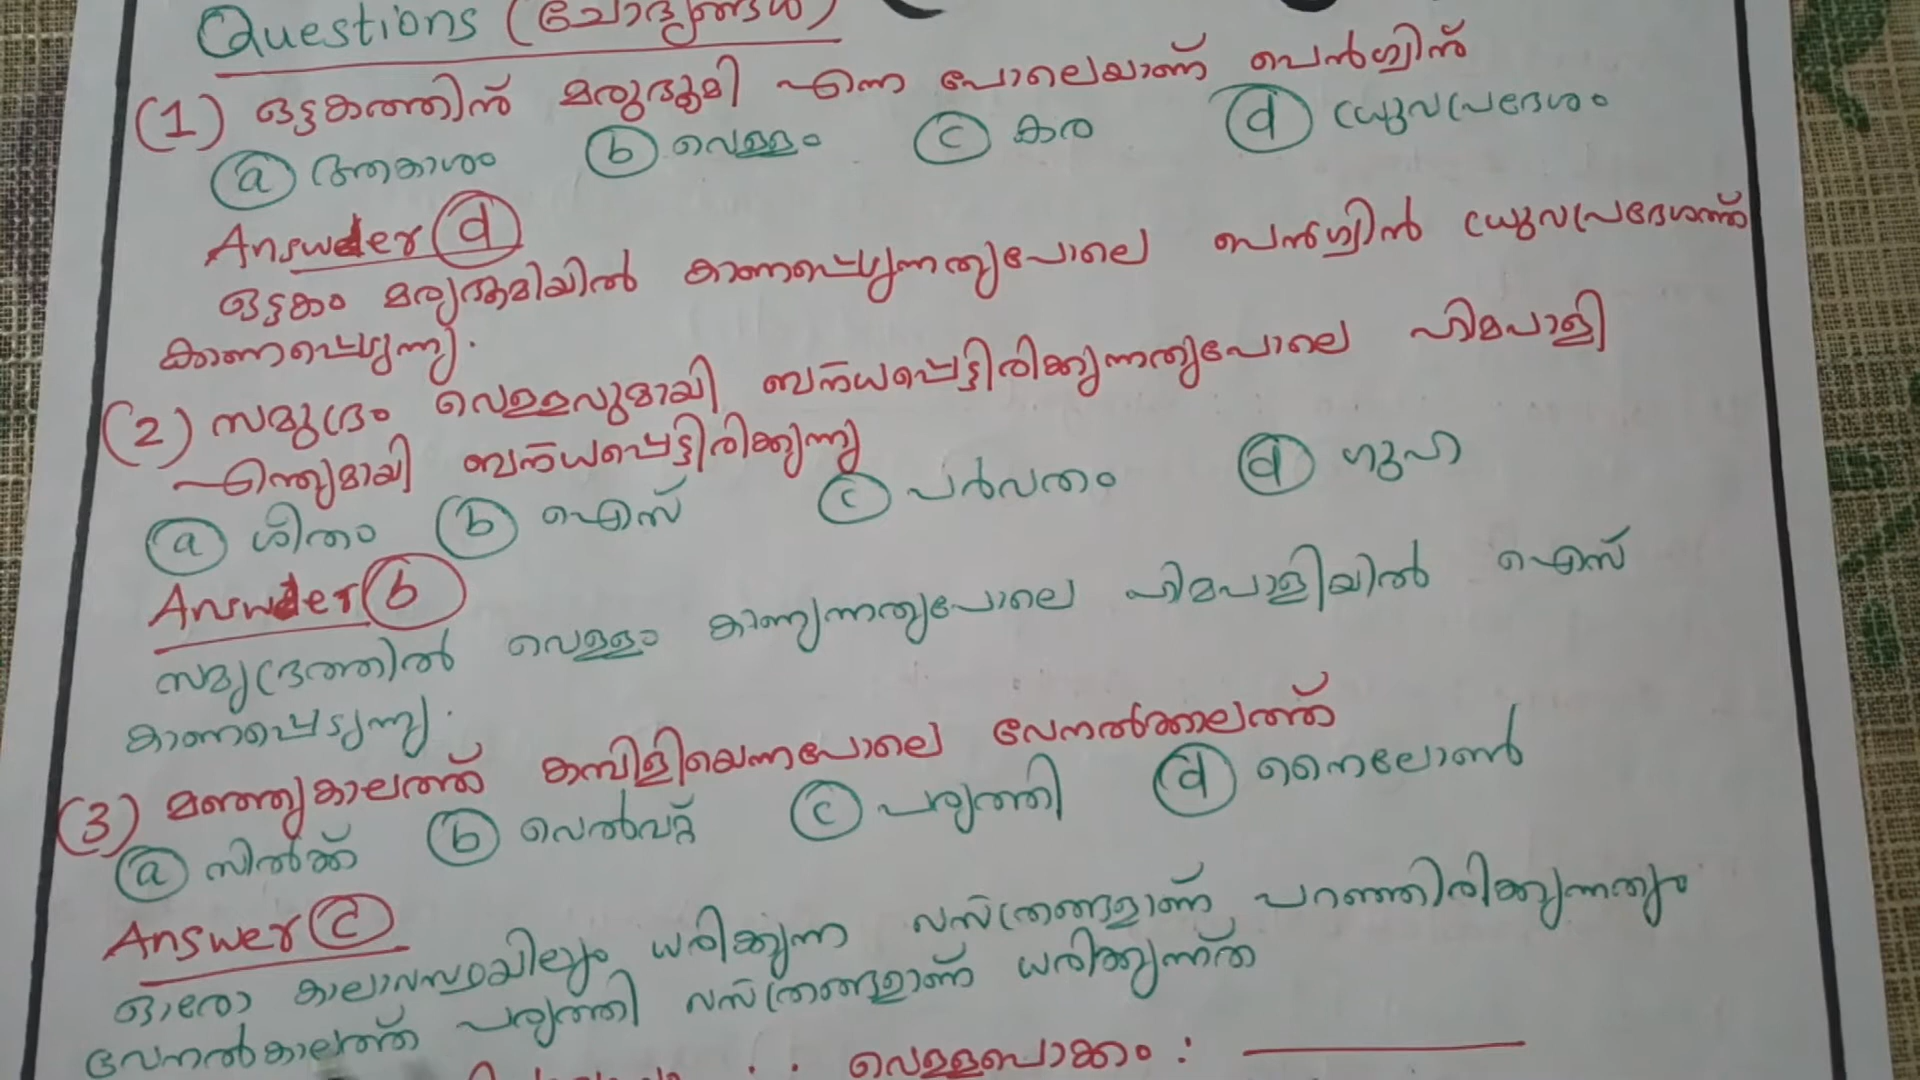 Questions (ചോദ്യങ്ങൾ)
(1) ഒട്ടകത്തിന് മരുഭൂമി എന്ന പോലെയാണ് പെൻഗ്വിന്
(a) ആകാശം (b) വെള്ളം (c) കര (d) ധ്രുവപ്രദേശം
Answer (d)
ഒട്ടകം മരുഭൂമിയിൽ കാണപ്പെടുന്നതുപോലെ പെൻഗ്വിൻ ധ്രുവപ്രദേശത്ത്
കാണപ്പെടുന്നു.
(2) സമുദ്രം വെള്ളവുമായി ബന്ധപ്പെട്ടിരിക്കുന്നതുപോലെ ഹിമപാളി
എന്തുമായി ബന്ധപ്പെട്ടിരിക്കുന്നു
(a) ശീതം (b) ഐസ് (c) പർവതം (d) ഗുഹ
Answer (b)
സമുദ്രത്തിൽ വെള്ളം കാണുന്നതുപോലെ ഹിമപാളിയിൽ ഐസ്
കാണപ്പെടുന്നു.
(3) മഞ്ഞുകാലത്ത് കമ്പിളിയെന്നപോലെ വേനൽക്കാലത്ത്
(a) സിൽക്ക് (b) വെൽവറ്റ് (c) പരുത്തി (d) നൈലോൺ
Answer (c)
ഓരോ കാലാവസ്ഥയിലും ധരിക്കുന്ന വസ്ത്രങ്ങളാണ് പറഞ്ഞിരിക്കുന്നതും
വേനൽകാലത്ത് പരുത്തി വസ്ത്രങ്ങളാണ് ധരിക്കുന്നത്
: : വെള്ളപൊക്കം :